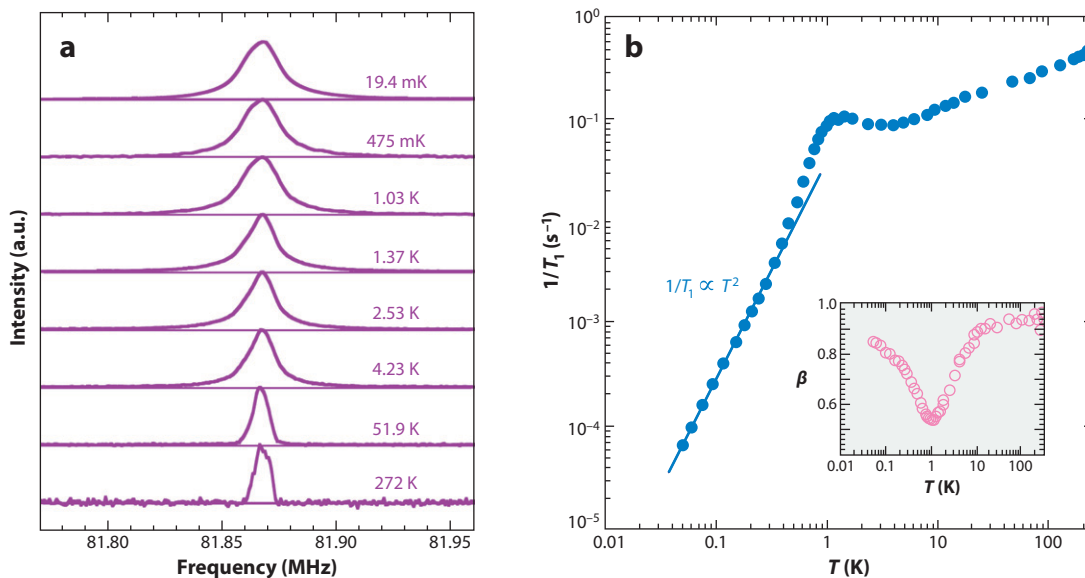 a
19.4 mK
475 mK
1.03 K
1.37 K
2.53 K
4.23 K
51.9 K
272 K
Intensity (a.u.)
81.80 81.85 81.90 81.95
Frequency (MHz)
b
10⁰
10⁻¹
10⁻²
10⁻³
10⁻⁴
10⁻⁵
1/T₁ (s⁻¹)
1/T₁ ∝ T²
0.01 0.1 1 10 100
T (K)
1.0
0.8
0.6
β
0.01 0.1 1 10 100
T (K)